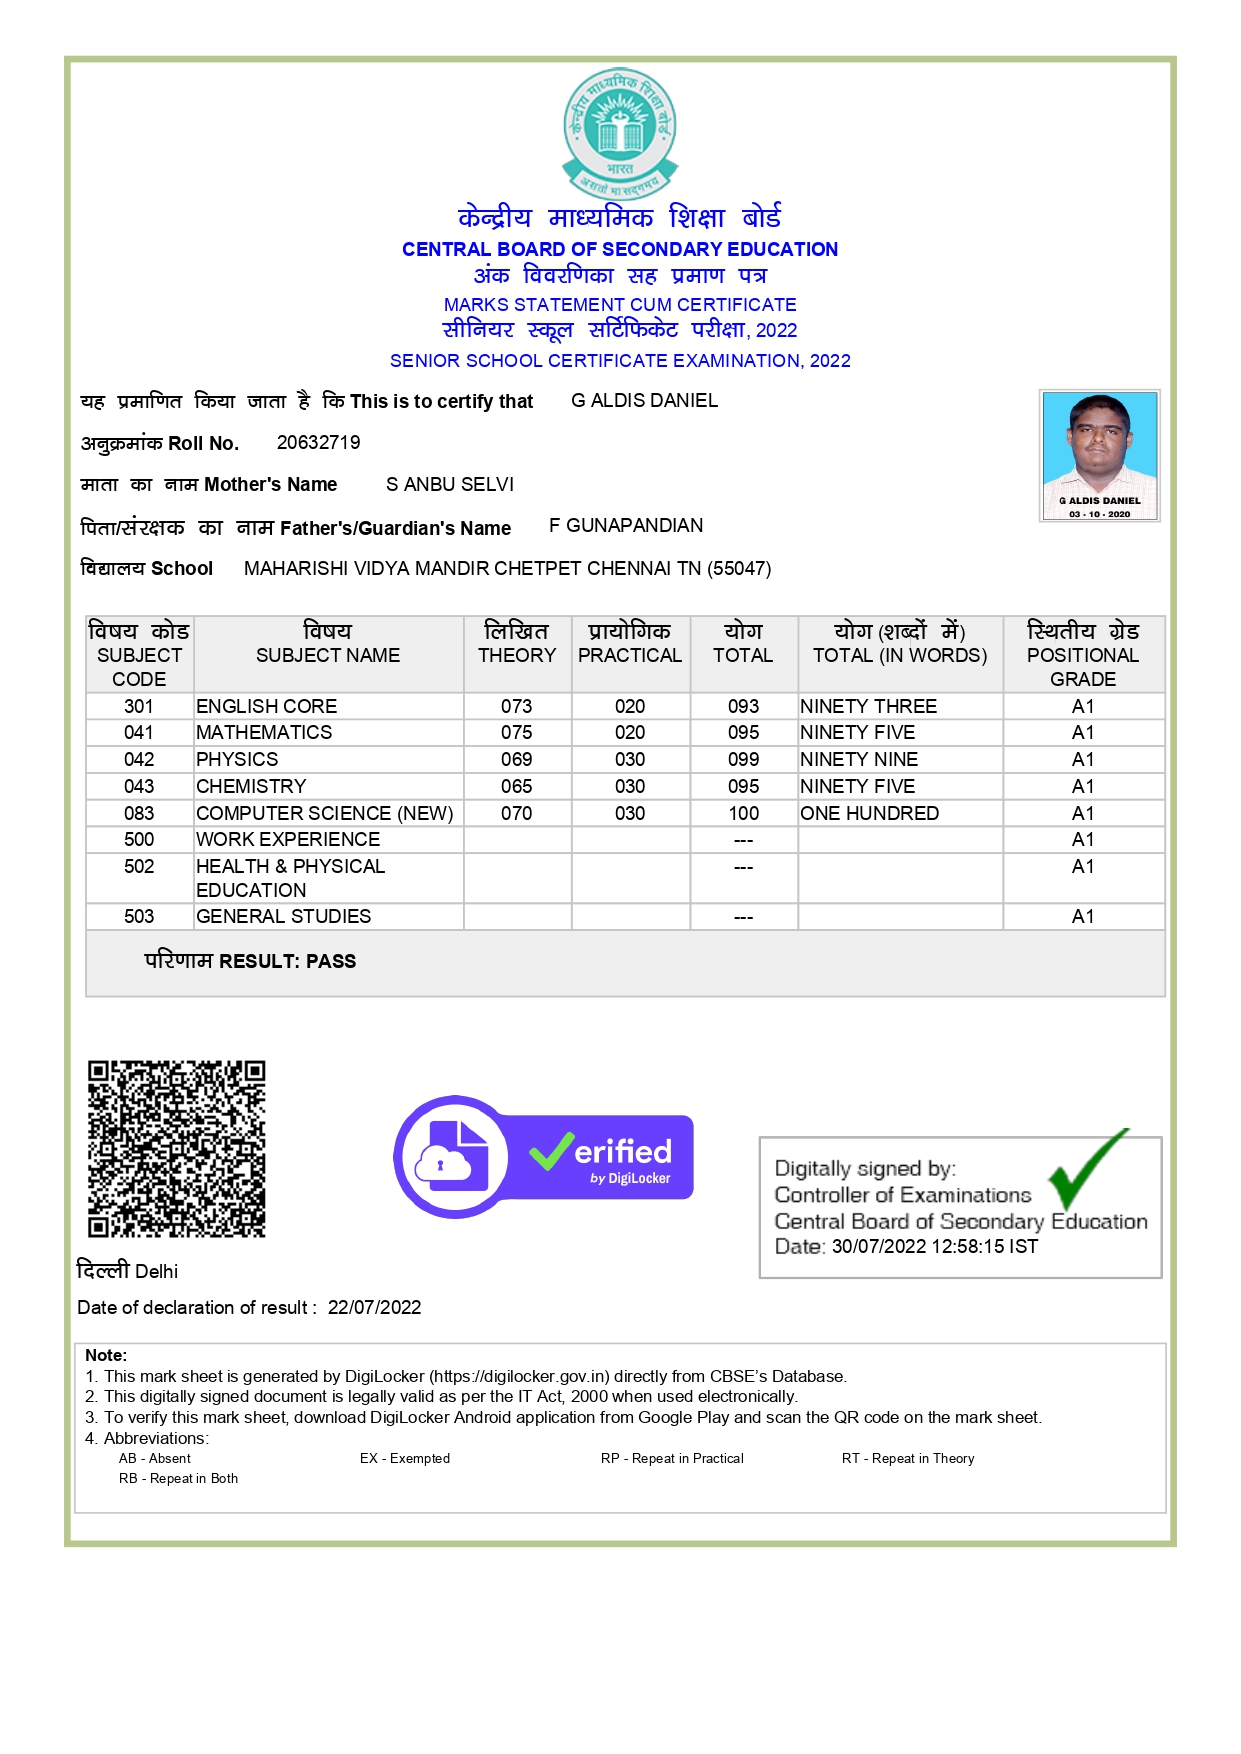 केन्द्रीय माध्यमिक शिक्षा बोर्ड
भारत
असतो मा सद्गमय
केन्द्रीय माध्यमिक शिक्षा बोर्ड
CENTRAL BOARD OF SECONDARY EDUCATION
अंक विवरणिका सह प्रमाण पत्र
MARKS STATEMENT CUM CERTIFICATE
सीनियर स्कूल सर्टिफिकेट परीक्षा, 2022
SENIOR SCHOOL CERTIFICATE EXAMINATION, 2022
यह प्रमाणित किया जाता है कि This is to certify that G ALDIS DANIEL
अनुक्रमांक Roll No. 20632719
माता का नाम Mother's Name S ANBU SELVI
पिता/संरक्षक का नाम Father's/Guardian's Name F GUNAPANDIAN
विद्यालय School MAHARISHI VIDYA MANDIR CHETPET CHENNAI TN (55047)
G ALDIS DANIEL
03 - 10 - 2020
विषय कोड विषय लिखित प्रायोगिक योग योग (शब्दों में) स्थितीय ग्रेड
SUBJECT SUBJECT NAME THEORY PRACTICAL TOTAL TOTAL (IN WORDS) POSITIONAL
CODE GRADE
301 ENGLISH CORE 073 020 093 NINETY THREE A1
041 MATHEMATICS 075 020 095 NINETY FIVE A1
042 PHYSICS 069 030 099 NINETY NINE A1
043 CHEMISTRY 065 030 095 NINETY FIVE A1
083 COMPUTER SCIENCE (NEW) 070 030 100 ONE HUNDRED A1
500 WORK EXPERIENCE --- A1
502 HEALTH & PHYSICAL --- A1
EDUCATION
503 GENERAL STUDIES --- A1
परिणाम RESULT: PASS
erified
by DigiLocker
Digitally signed by:
Controller of Examinations
Central Board of Secondary Education
Date: 30/07/2022 12:58:15 IST
दिल्ली Delhi
Date of declaration of result : 22/07/2022
Note:
1. This mark sheet is generated by DigiLocker (https://digilocker.gov.in) directly from CBSE’s Database.
2. This digitally signed document is legally valid as per the IT Act, 2000 when used electronically.
3. To verify this mark sheet, download DigiLocker Android application from Google Play and scan the QR code on the mark sheet.
4. Abbreviations:
AB - Absent EX - Exempted RP - Repeat in Practical RT - Repeat in Theory
RB - Repeat in Both